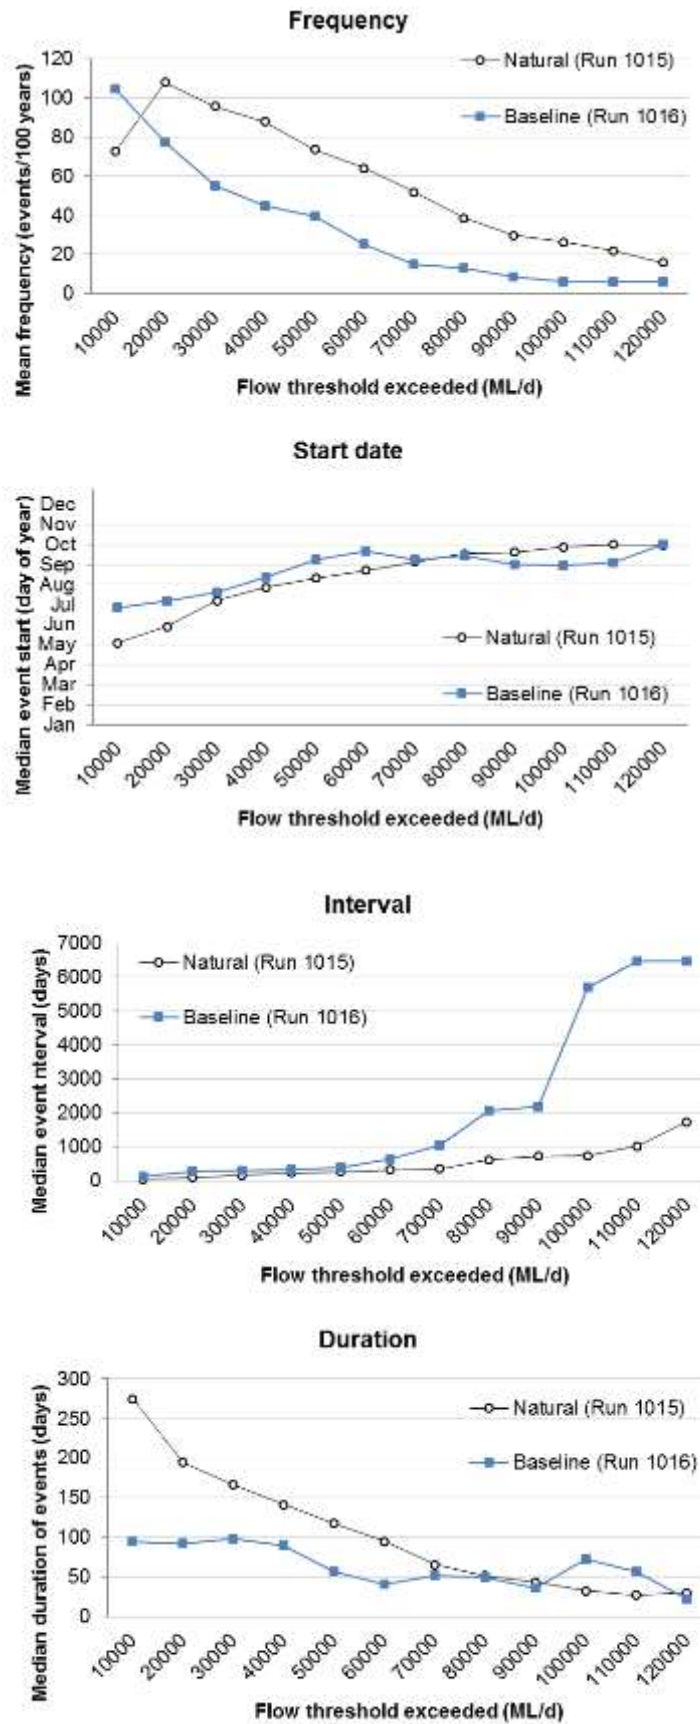 Frequency
Mean frequency (events/100 years)
120
100
80
60
40
20
0
Natural (Run 1015)
Baseline (Run 1016)
10000
20000
30000
40000
50000
60000
70000
80000
90000
100000
110000
120000
Flow threshold exceeded (ML/d)
Start date
Median event start (day of year)
Dec
Nov
Oct
Sep
Aug
Jul
Jun
May
Apr
Mar
Feb
Jan
Natural (Run 1015)
Baseline (Run 1016)
10000
20000
30000
40000
50000
60000
70000
80000
90000
100000
110000
120000
Flow threshold exceeded (ML/d)
Interval
Median event nterval (days)
7000
6000
5000
4000
3000
2000
1000
0
Natural (Run 1015)
Baseline (Run 1016)
10000
20000
30000
40000
50000
60000
70000
80000
90000
100000
110000
120000
Flow threshold exceeded (ML/d)
Duration
Median duration of events (days)
300
250
200
150
100
50
0
Natural (Run 1015)
Baseline (Run 1016)
10000
20000
30000
40000
50000
60000
70000
80000
90000
100000
110000
120000
Flow threshold exceeded (ML/d)